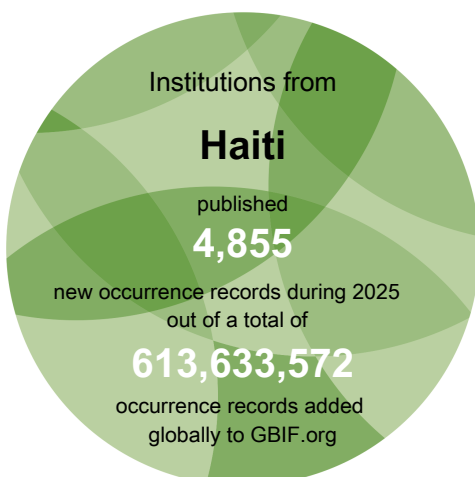 Institutions from
Haiti
published
4,855
new occurrence records during 2025
out of a total of
613,633,572
occurrence records added
globally to GBIF.org